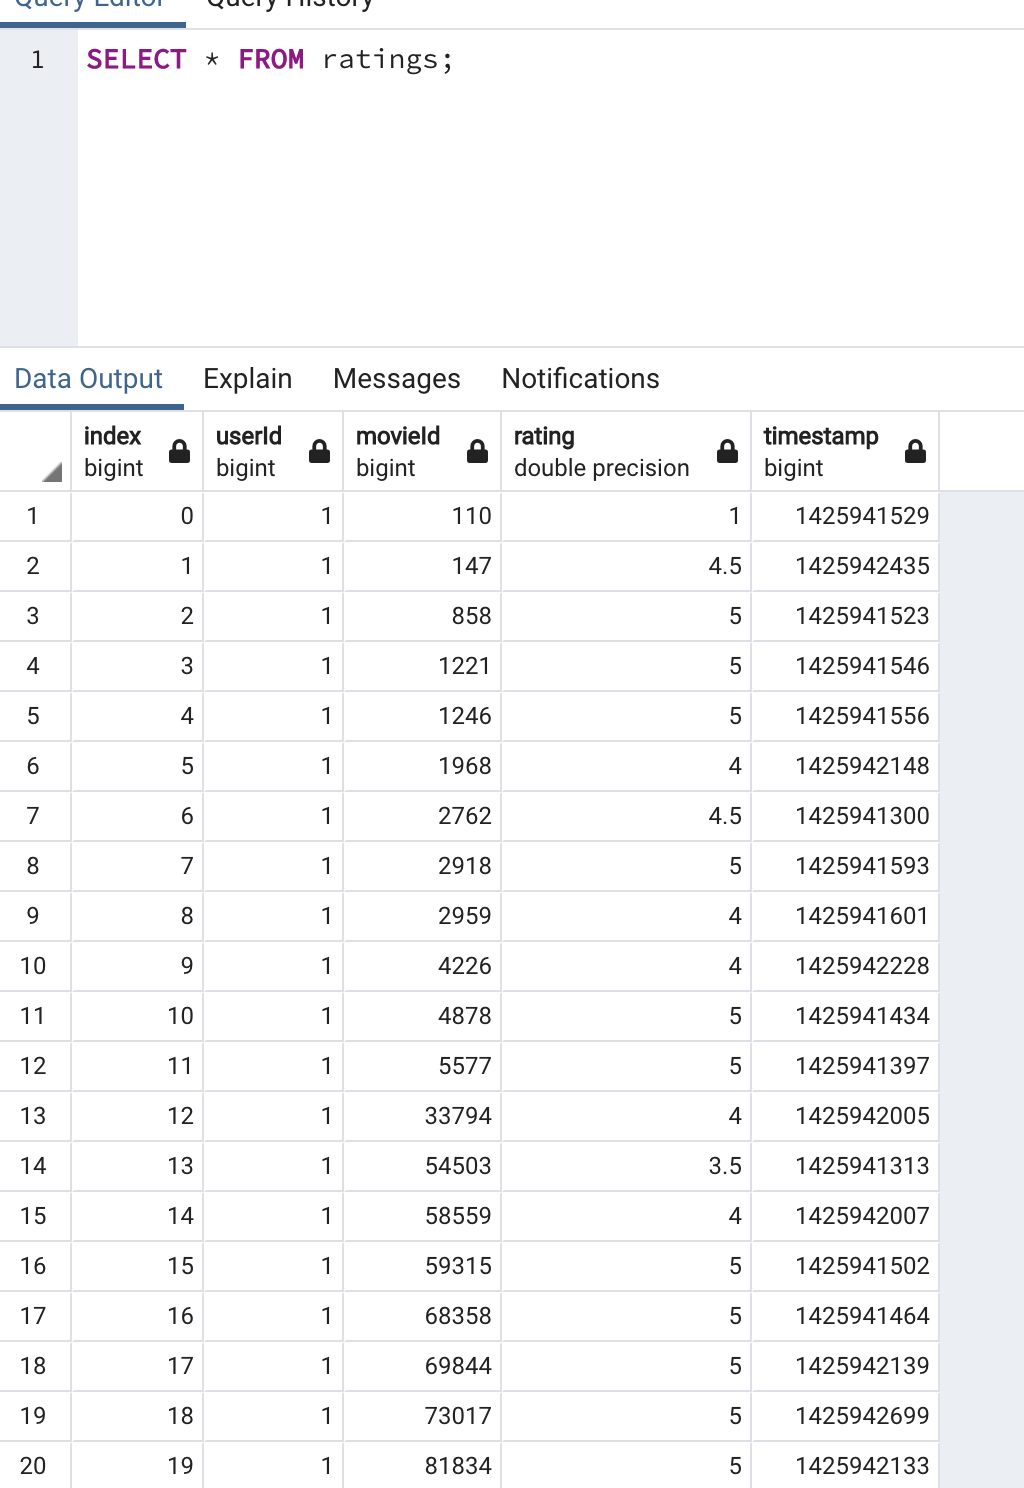 Query Editor Query History
1 SELECT * FROM ratings;
Data Output Explain Messages Notifications
index userId movieId rating timestamp
bigint bigint bigint double precision bigint
1 0 1 110 1 1425941529
2 1 1 147 4.5 1425942435
3 2 1 858 5 1425941523
4 3 1 1221 5 1425941546
5 4 1 1246 5 1425941556
6 5 1 1968 4 1425942148
7 6 1 2762 4.5 1425941300
8 7 1 2918 5 1425941593
9 8 1 2959 4 1425941601
10 9 1 4226 4 1425942228
11 10 1 4878 5 1425941434
12 11 1 5577 5 1425941397
13 12 1 33794 4 1425942005
14 13 1 54503 3.5 1425941313
15 14 1 58559 4 1425942007
16 15 1 59315 5 1425941502
17 16 1 68358 5 1425941464
18 17 1 69844 5 1425942139
19 18 1 73017 5 1425942699
20 19 1 81834 5 1425942133